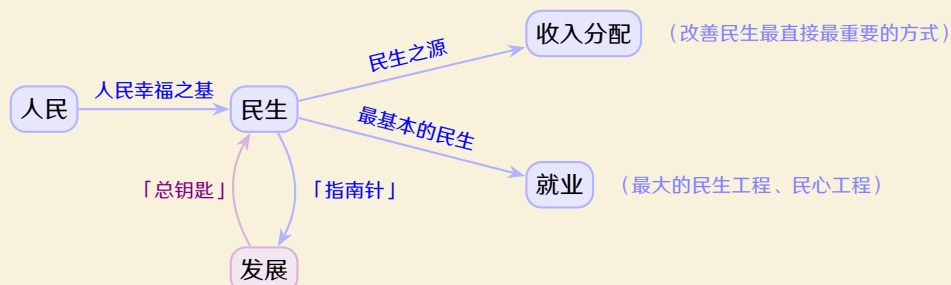 收入分配
（改善民生最直接最重要的方式）
民生之源
人民幸福之基
人民
民生
最基本的民生
就业
（最大的民生工程、民心工程）
「总钥匙」
「指南针」
发展